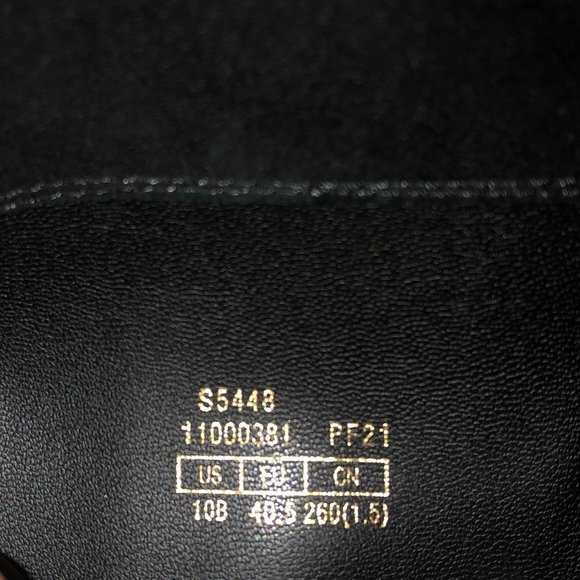 S5448
11000381 PF21
US EU CN
10B 40.5 260(1.5)